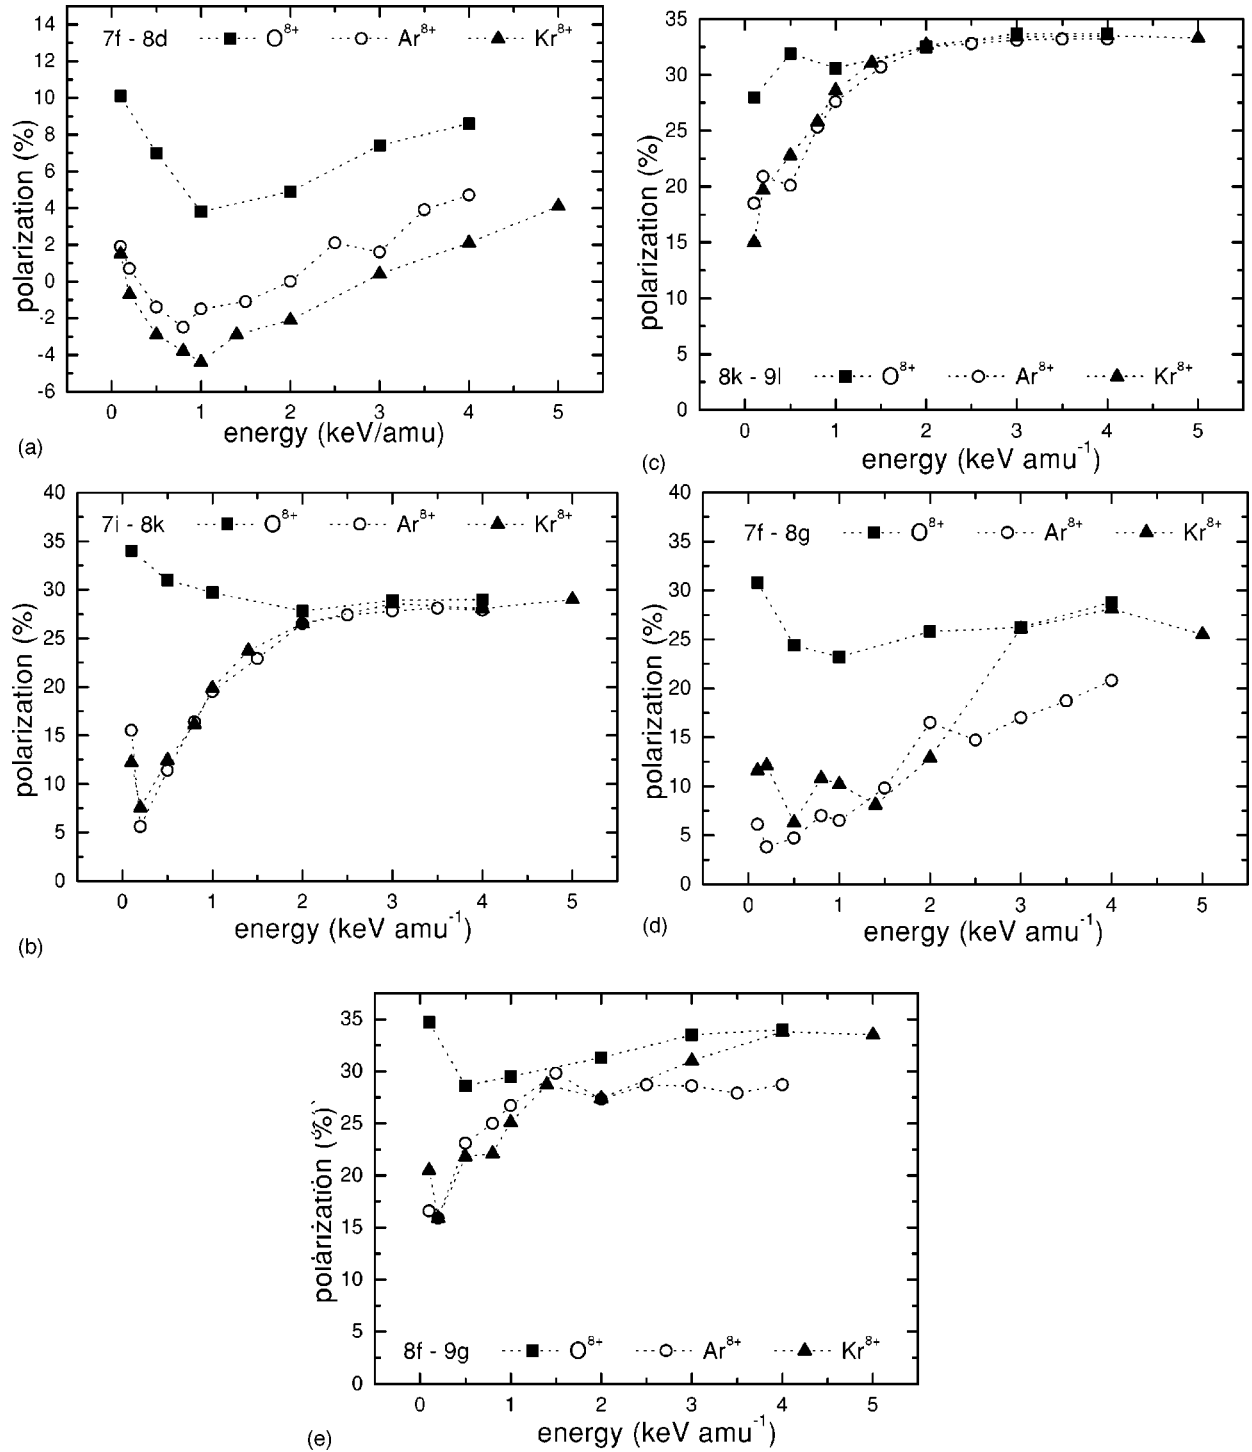 14
12
10
8
6
4
2
0
-2
-4
-6
7f - 8d O8+ Ar8+ Kr8+
polarization (%)
0 1 2 3 4 5
energy (keV/amu)
(a)
35
30
25
20
15
10
5
0
polarization (%)
8k - 9l O8+ Ar8+ Kr8+
0 1 2 3 4 5
energy (keV amu-1)
(c)
40
35
30
25
20
15
10
5
0
7i - 8k O8+ Ar8+ Kr8+
polarization (%)
0 1 2 3 4 5
energy (keV amu-1)
(b)
40
35
30
25
20
15
10
5
0
7f - 8g O8+ Ar8+ Kr8+
polarization (%)
0 1 2 3 4 5
energy (keV amu-1)
(d)
35
30
25
20
15
10
5
0
polarization (%)
8f - 9g O8+ Ar8+ Kr8+
0 1 2 3 4 5
energy (keV amu-1)
(e)